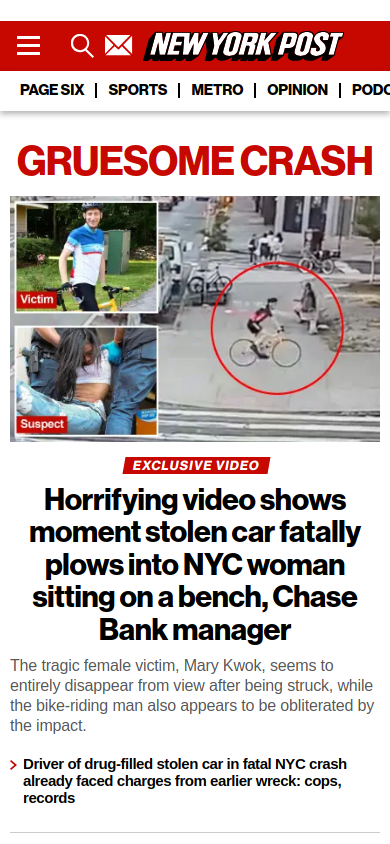 NEW YORK POST
PAGE SIX
SPORTS
METRO
OPINION
PODC
GRUESOME CRASH
Victim
Suspect
EXCLUSIVE VIDEO
Horrifying video shows
moment stolen car fatally
plows into NYC woman
sitting on a bench, Chase
Bank manager
The tragic female victim, Mary Kwok, seems to
entirely disappear from view after being struck, while
the bike-riding man also appears to be obliterated by
the impact.
Driver of drug-filled stolen car in fatal NYC crash
already faced charges from earlier wreck: cops,
records